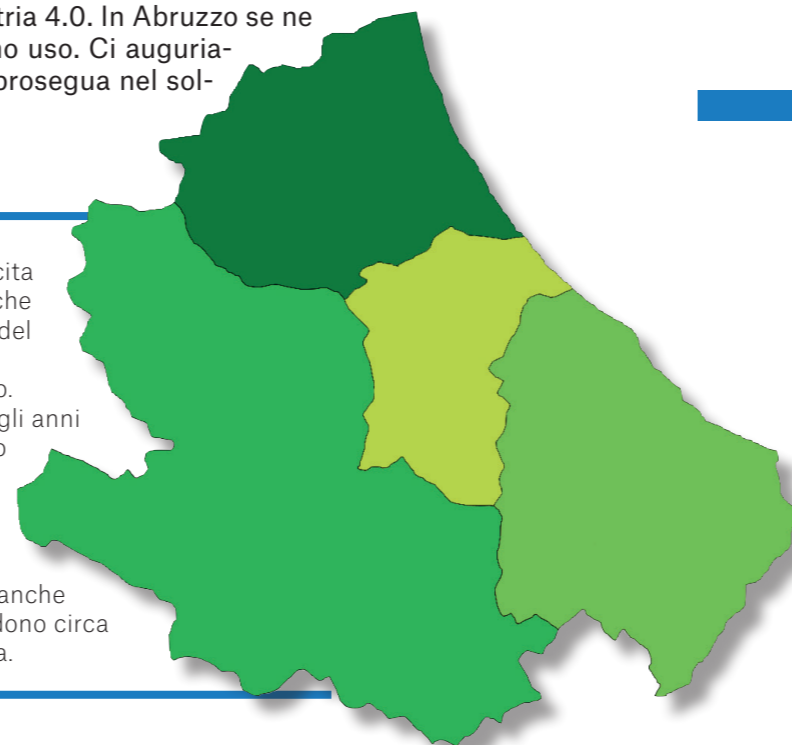 tria 4.0. In Abruzzo se ne
no uso. Ci auguria-
prosegua nel sol-
cita
che
del
o.
gli anni
o
anche
dono circa
a.